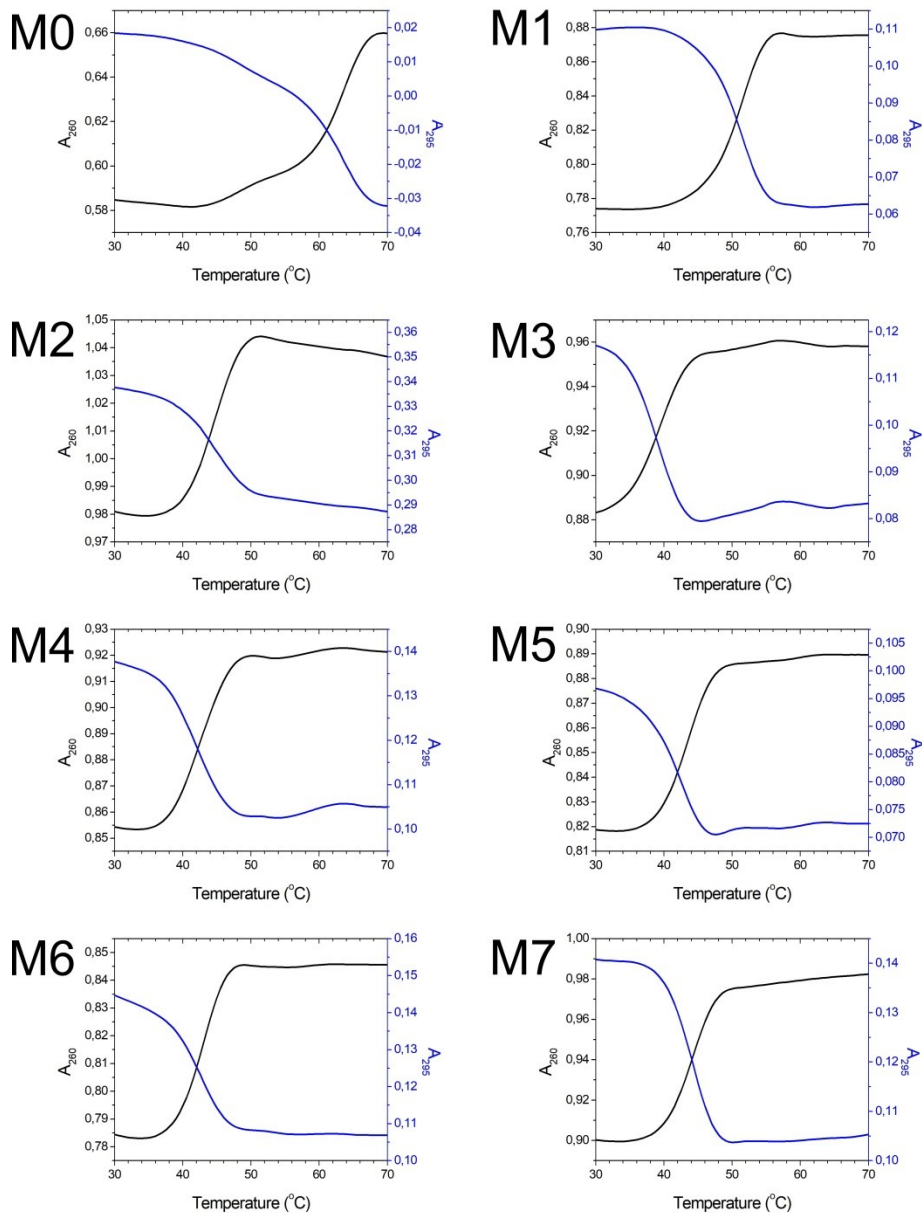 M0
A260
0,66
0,64
0,62
0,60
0,58
0,02
0,01
0,00
-0,01
-0,02
-0,03
-0,04
A295
30 40 50 60 70
Temperature (°C)
M1
A260
0,88
0,86
0,84
0,82
0,80
0,78
0,76
0,11
0,10
0,09
0,08
0,07
0,06
A295
30 40 50 60 70
Temperature (°C)
M2
A260
1,05
1,04
1,03
1,02
1,01
1,00
0,99
0,98
0,97
0,36
0,35
0,34
0,33
0,32
0,31
0,30
0,29
0,28
A295
30 40 50 60 70
Temperature (°C)
M3
A260
0,96
0,94
0,92
0,90
0,88
0,12
0,11
0,10
0,09
0,08
A295
30 40 50 60 70
Temperature (°C)
M4
A260
0,93
0,92
0,91
0,90
0,89
0,88
0,87
0,86
0,85
0,14
0,13
0,12
0,11
0,10
A295
30 40 50 60 70
Temperature (°C)
M5
A260
0,90
0,89
0,88
0,87
0,86
0,85
0,84
0,83
0,82
0,81
0,105
0,100
0,095
0,090
0,085
0,080
0,075
0,070
A295
30 40 50 60 70
Temperature (°C)
M6
A260
0,85
0,84
0,83
0,82
0,81
0,80
0,79
0,78
0,16
0,15
0,14
0,13
0,12
0,11
0,10
A295
30 40 50 60 70
Temperature (°C)
M7
A260
1,00
0,98
0,96
0,94
0,92
0,90
0,14
0,13
0,12
0,11
0,10
A295
30 40 50 60 70
Temperature (°C)